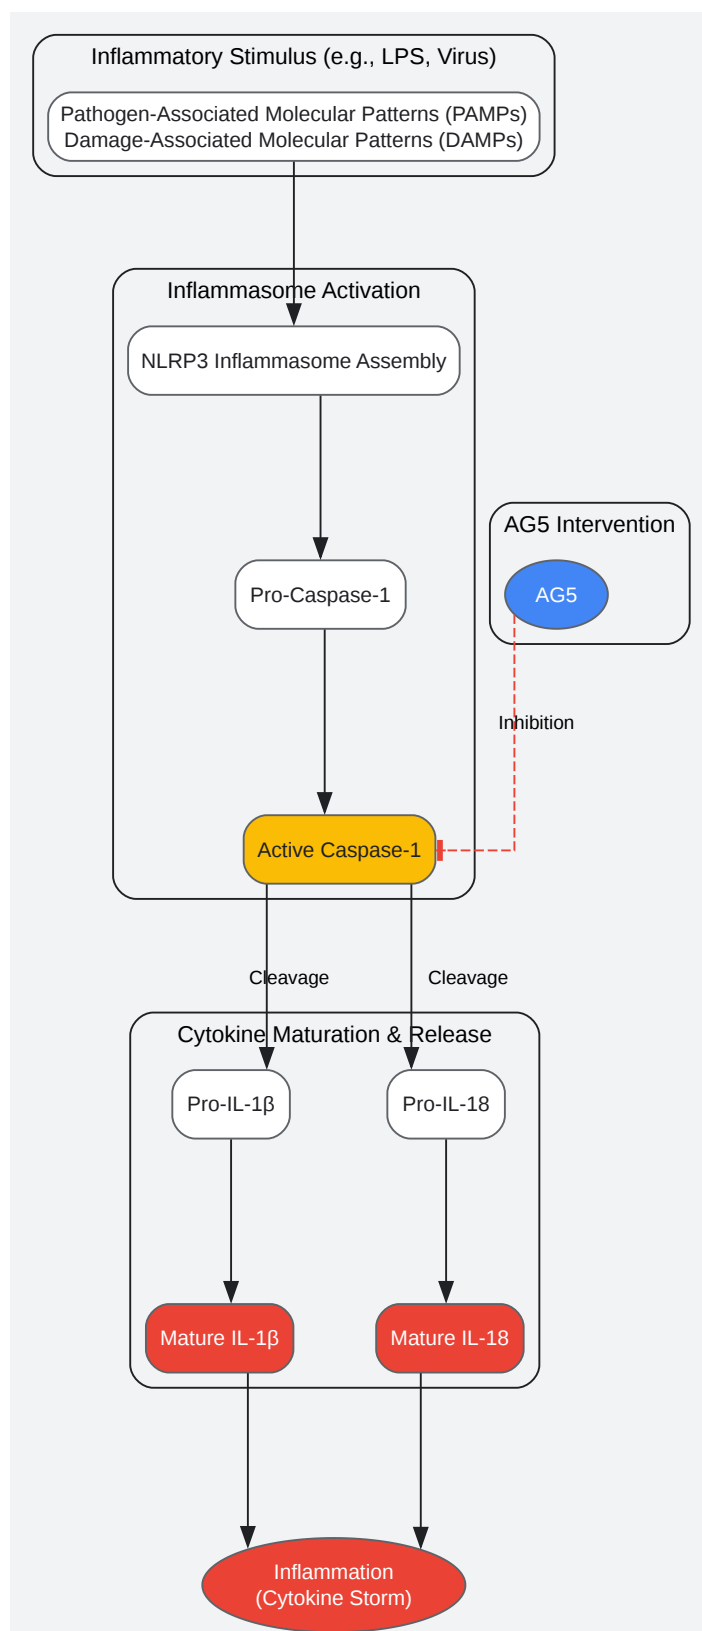 Inflammatory Stimulus (e.g., LPS, Virus)
Pathogen-Associated Molecular Patterns (PAMPs)
Damage-Associated Molecular Patterns (DAMPs)
Inflammasome Activation
NLRP3 Inflammasome Assembly
AG5 Intervention
Pro-Caspase-1
AG5
Inhibition
Active Caspase-1
Cleavage
Cleavage
Cytokine Maturation & Release
Pro-IL-1β
Pro-IL-18
Mature IL-1β
Mature IL-18
Inflammation
(Cytokine Storm)